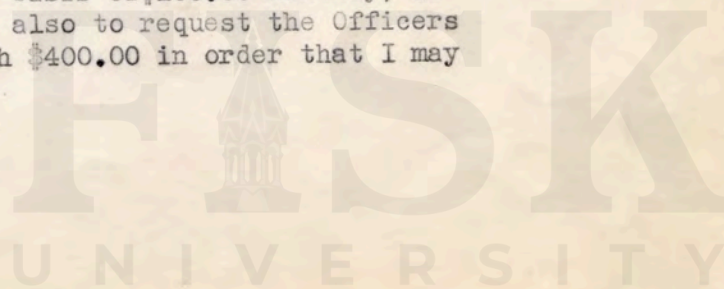 also to request the Officers
$400.00 in order that I may
FISK
UNIVERSITY